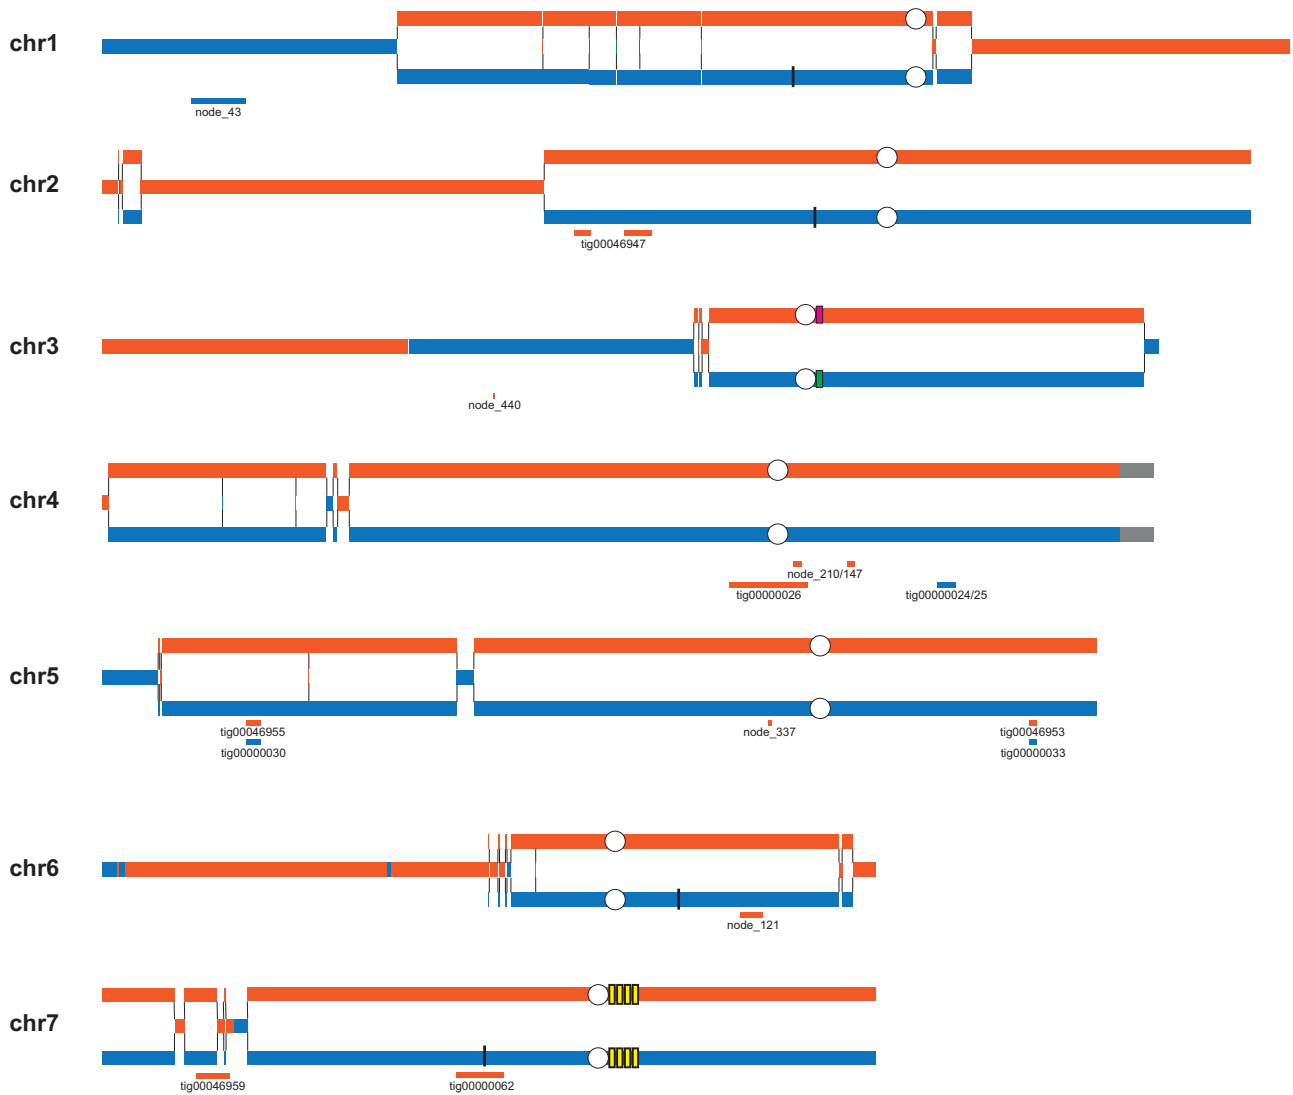 chr1
node_43
chr2
tig00046947
chr3
node_440
chr4
node_210/147
tig00000026
tig00000024/25
chr5
tig00046955
node_337
tig00046953
tig00000030
tig00000033
chr6
node_121
chr7
tig00046959
tig00000062